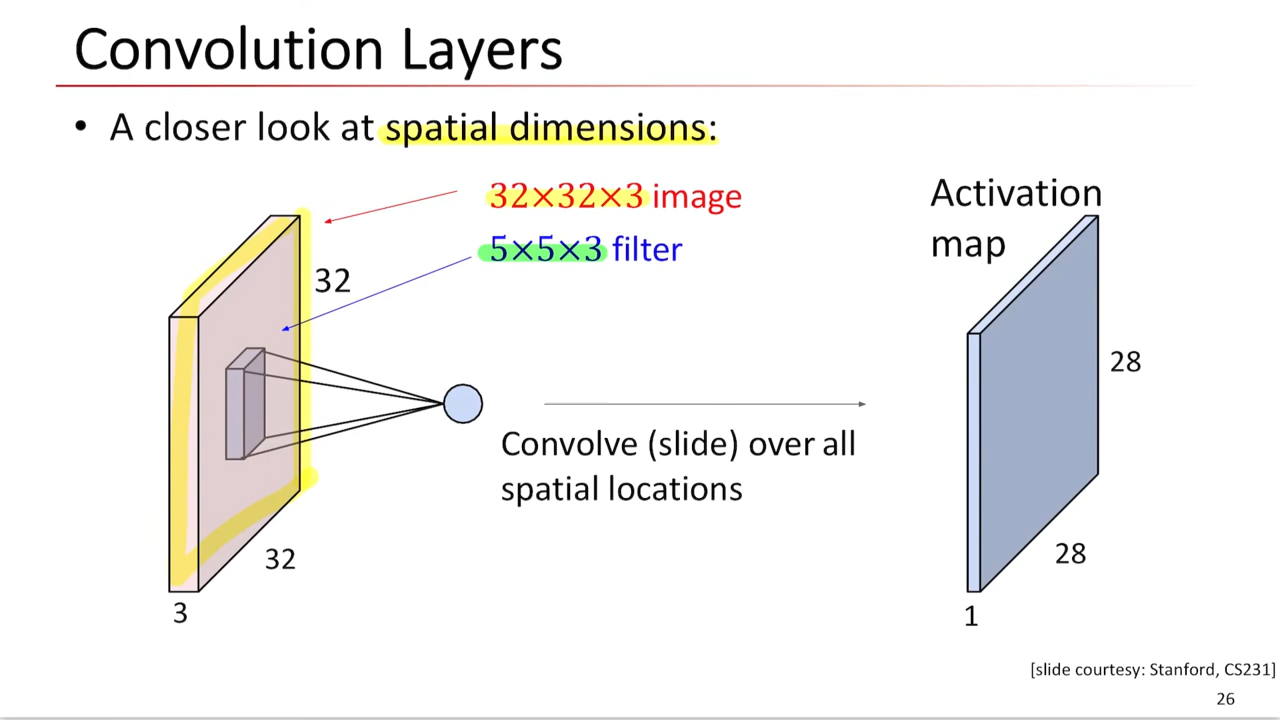 Convolution Layers
• A closer look at spatial dimensions:
32×32×3 image
5×5×3 filter
32
32
3
Convolve (slide) over all
spatial locations
Activation
map
28
28
1
[slide courtesy: Stanford, CS231]
26